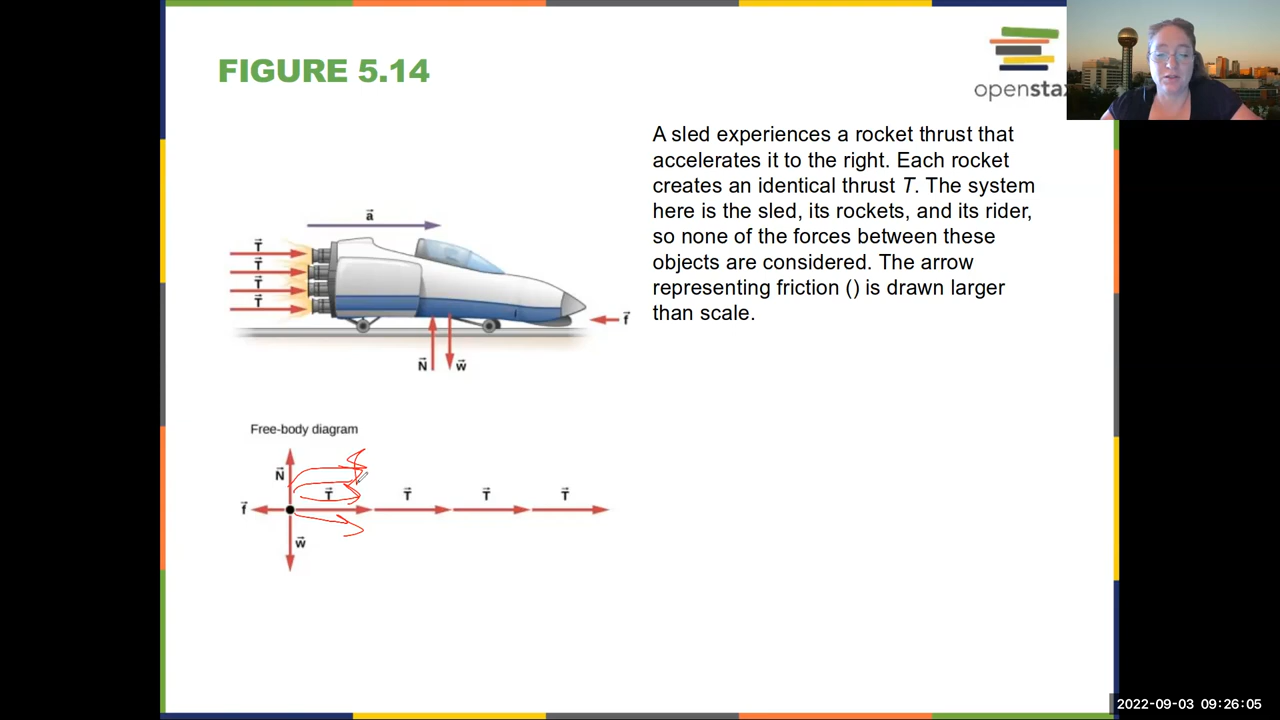 FIGURE 5.14
openstax
A sled experiences a rocket thrust that
accelerates it to the right. Each rocket
creates an identical thrust T. The system
here is the sled, its rockets, and its rider,
so none of the forces between these
objects are considered. The arrow
representing friction () is drawn larger
than scale.
a
T
T
T
T
f
N w
Free-body diagram
N
T T T T
f
w
2022-09-03 09:26:05